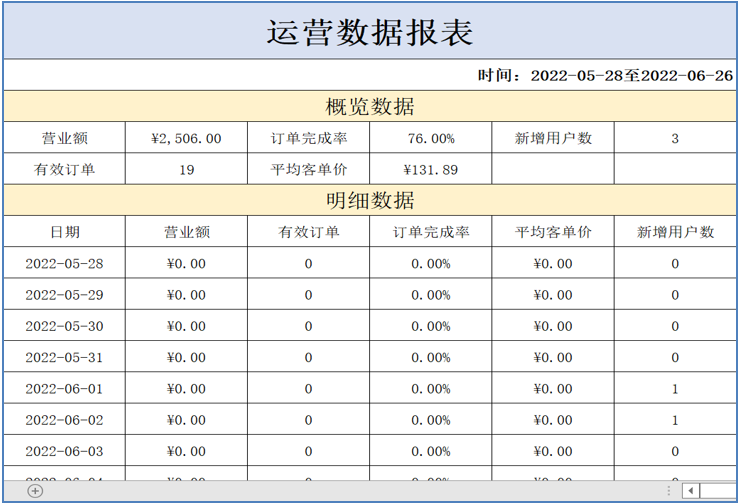 运营数据报表
时间：2022-05-28至2022-06-26
概览数据
营业额 ¥2,506.00 订单完成率 76.00% 新增用户数 3
有效订单 19 平均客单价 ¥131.89
明细数据
日期 营业额 有效订单 订单完成率 平均客单价 新增用户数
2022-05-28 ¥0.00 0 0.00% ¥0.00 0
2022-05-29 ¥0.00 0 0.00% ¥0.00 0
2022-05-30 ¥0.00 0 0.00% ¥0.00 0
2022-05-31 ¥0.00 0 0.00% ¥0.00 0
2022-06-01 ¥0.00 0 0.00% ¥0.00 1
2022-06-02 ¥0.00 0 0.00% ¥0.00 1
2022-06-03 ¥0.00 0 0.00% ¥0.00 0